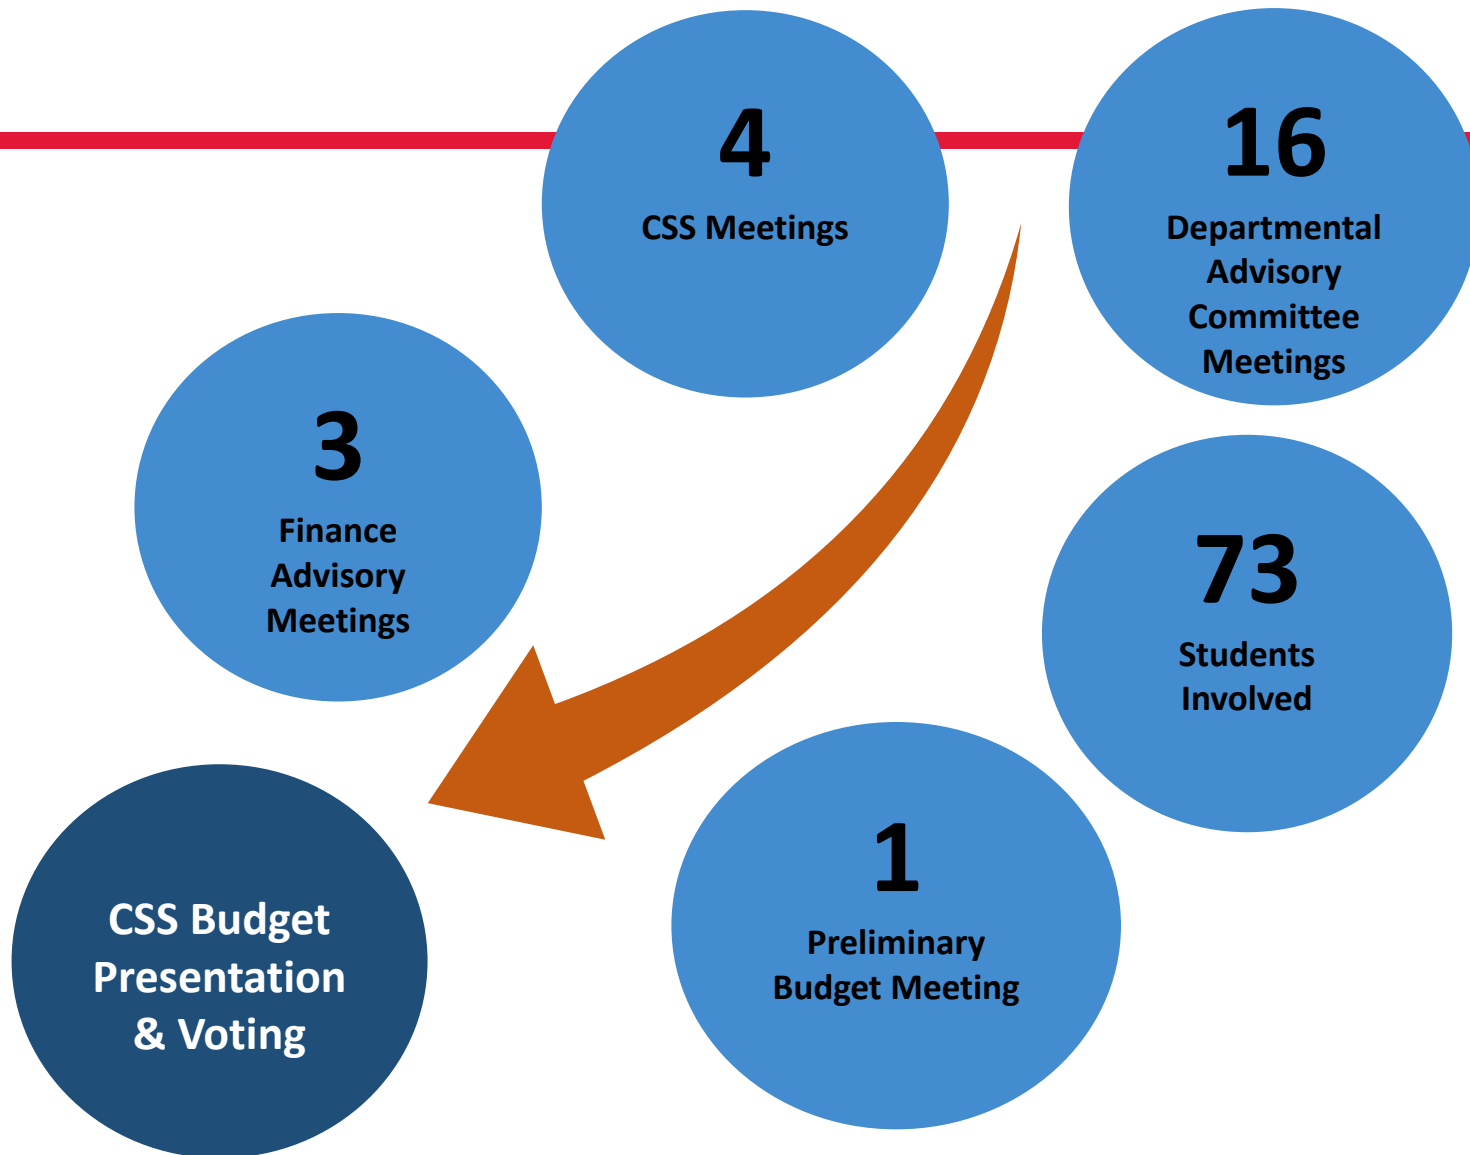 4
CSS Meetings
16
Departmental
Advisory
Committee
Meetings
3
Finance
Advisory
Meetings
73
Students
Involved
1
Preliminary
Budget Meeting
CSS Budget
Presentation
& Voting